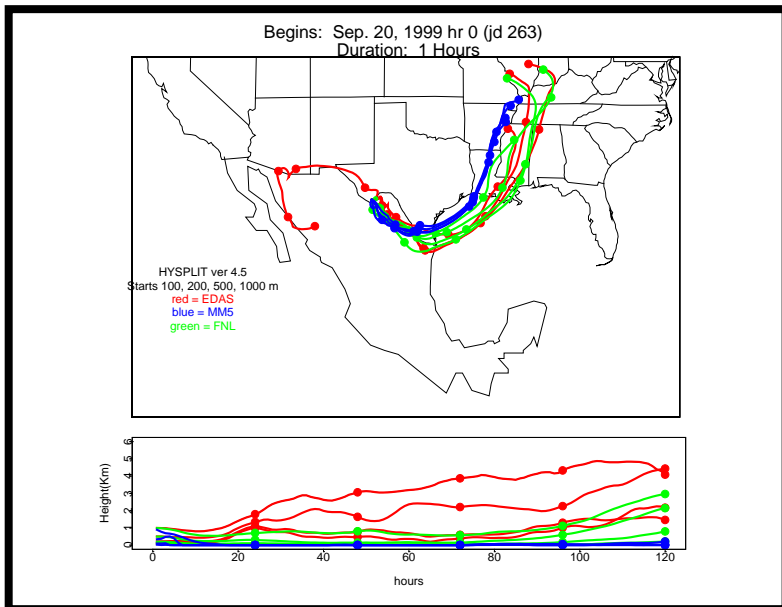 Begins:  Sep. 20, 1999 hr 0 (jd 263)
Duration:  1 Hours
HYSPLIT ver 4.5
Starts 100, 200, 500, 1000 m
red = EDAS
blue = MM5
green = FNL
Height(Km)
6
5
4
3
2
1
0
0 20 40 60 80 100 120
hours